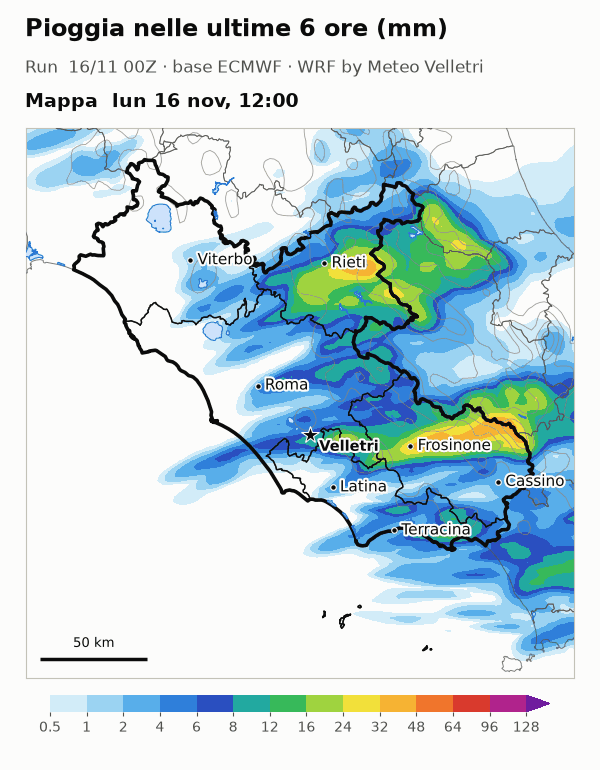 Pioggia nelle ultime 6 ore (mm)
Run  16/11 00Z · base ECMWF · WRF by Meteo Velletri
Mappa  lun 16 nov, 12:00
Viterbo
Rieti
Roma
Velletri
Frosinone
Latina
Cassino
Terracina
50 km
0.5 1 2 4 6 8 12 16 24 32 48 64 96 128